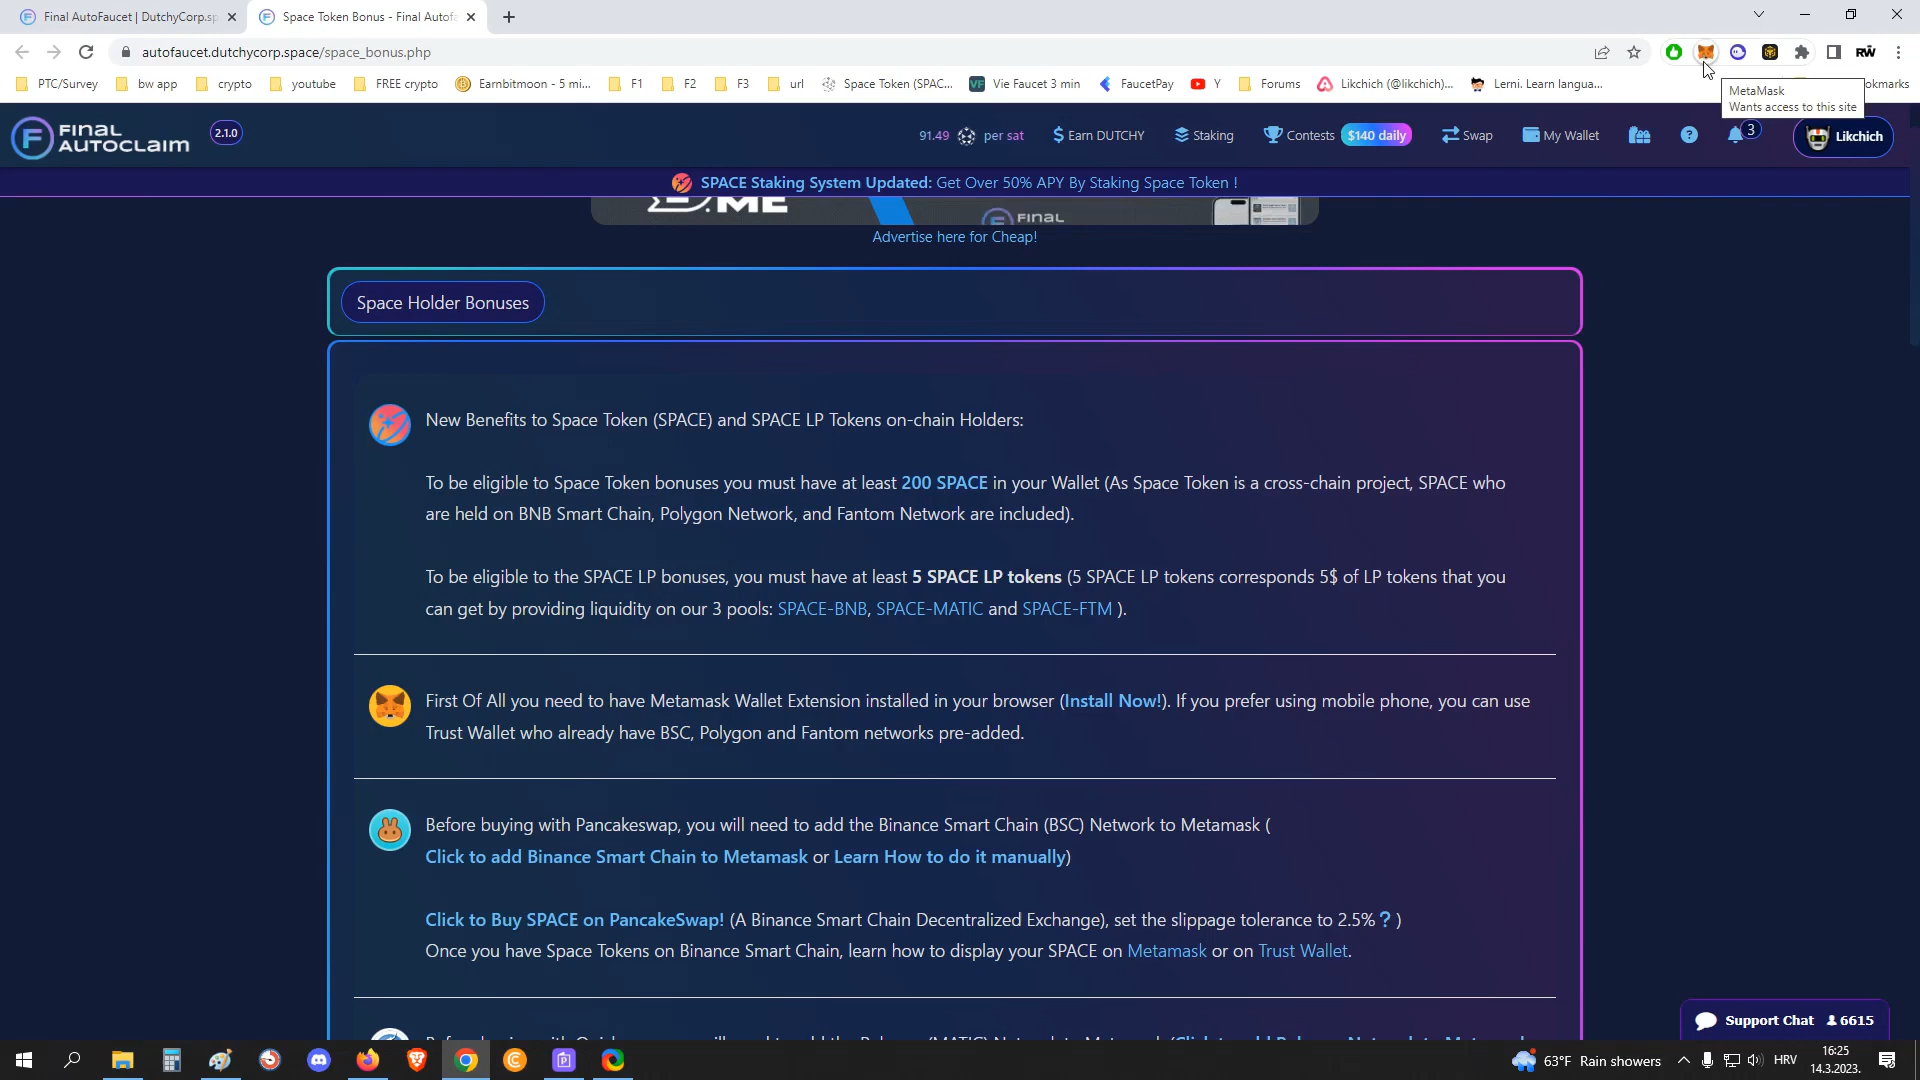 Final AutoFaucet | DutchyCorp.sp
Space Token Bonus - Final Autofa
autofaucet.dutchycorp.space/space_bonus.php
RW
PTC/Survey
bw app
crypto
youtube
FREE crypto
Earnbitmoon - 5 mi...
F1
F2
F3
url
Space Token (SPAC...
VF
Vie Faucet 3 min
FaucetPay
Y
Forums
Likchich (@likchich)...
Lerni. Learn langua...
okmarks
MetaMask
Wants access to this site
FINAL
AUTOCLAIM
2.1.0
91.49
per sat
Earn DUTCHY
Staking
Contests
$140 daily
Swap
My Wallet
3
Likchich
SPACE Staking System Updated: Get Over 50% APY By Staking Space Token !
.ME
FINAL
Advertise here for Cheap!
Space Holder Bonuses
New Benefits to Space Token (SPACE) and SPACE LP Tokens on-chain Holders:
To be eligible to Space Token bonuses you must have at least 200 SPACE in your Wallet (As Space Token is a cross-chain project, SPACE who
are held on BNB Smart Chain, Polygon Network, and Fantom Network are included).
To be eligible to the SPACE LP bonuses, you must have at least 5 SPACE LP tokens (5 SPACE LP tokens corresponds 5$ of LP tokens that you
can get by providing liquidity on our 3 pools: SPACE-BNB, SPACE-MATIC and SPACE-FTM ).
First Of All you need to have Metamask Wallet Extension installed in your browser (Install Now!). If you prefer using mobile phone, you can use
Trust Wallet who already have BSC, Polygon and Fantom networks pre-added.
Before buying with Pancakeswap, you will need to add the Binance Smart Chain (BSC) Network to Metamask (
Click to add Binance Smart Chain to Metamask or Learn How to do it manually)
Click to Buy SPACE on PancakeSwap! (A Binance Smart Chain Decentralized Exchange), set the slippage tolerance to 2.5% ? )
Once you have Space Tokens on Binance Smart Chain, learn how to display your SPACE on Metamask or on Trust Wallet.
Support Chat 6615
63°F Rain showers
HRV
16:25
14.3.2023.